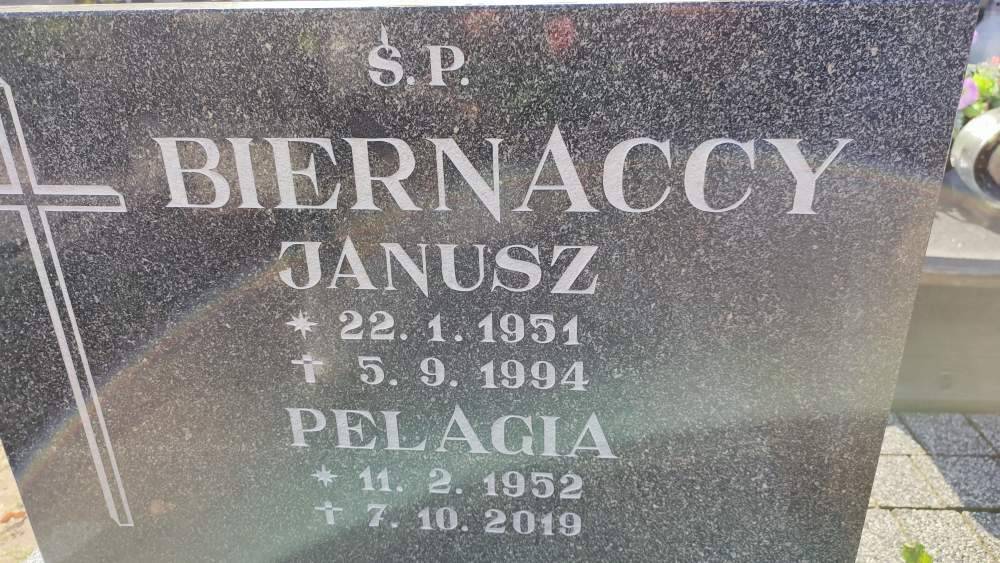 Ś.P.
BIERNACCY
JANUSZ
* 22. 1. 1951
† 5. 9. 1994
PELAGIA
* 11. 2. 1952
† 7. 10. 2019